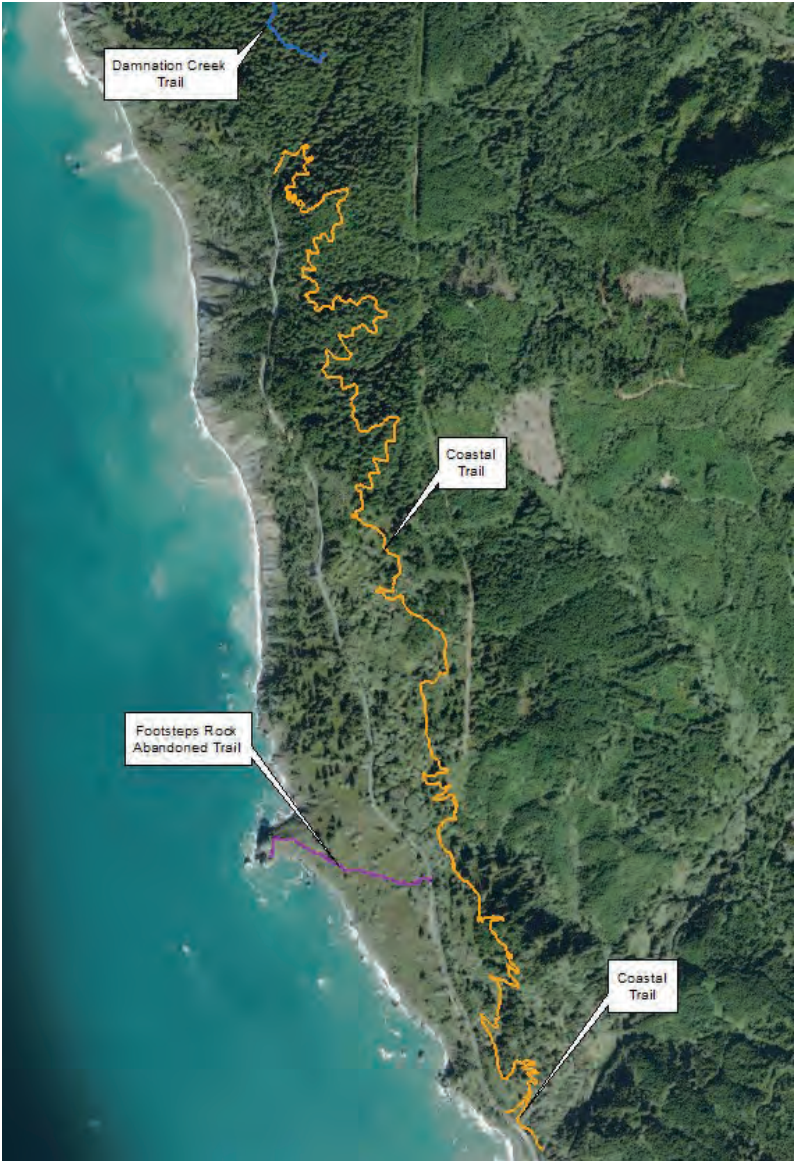 Damnation Creek
Trail
Coastal
Trail
Footsteps Rock
Abandoned Trail
Coastal
Trail